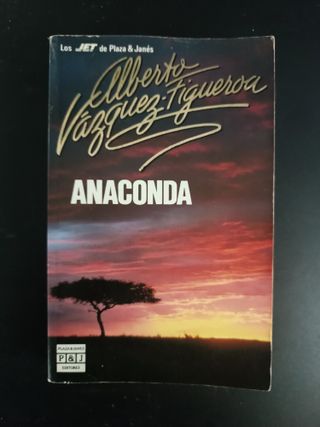 Los JET de Plaza & Janés
Alberto
Vázquez-Figueroa
ANACONDA
PLAZA & JANES
P&J
EDITORES